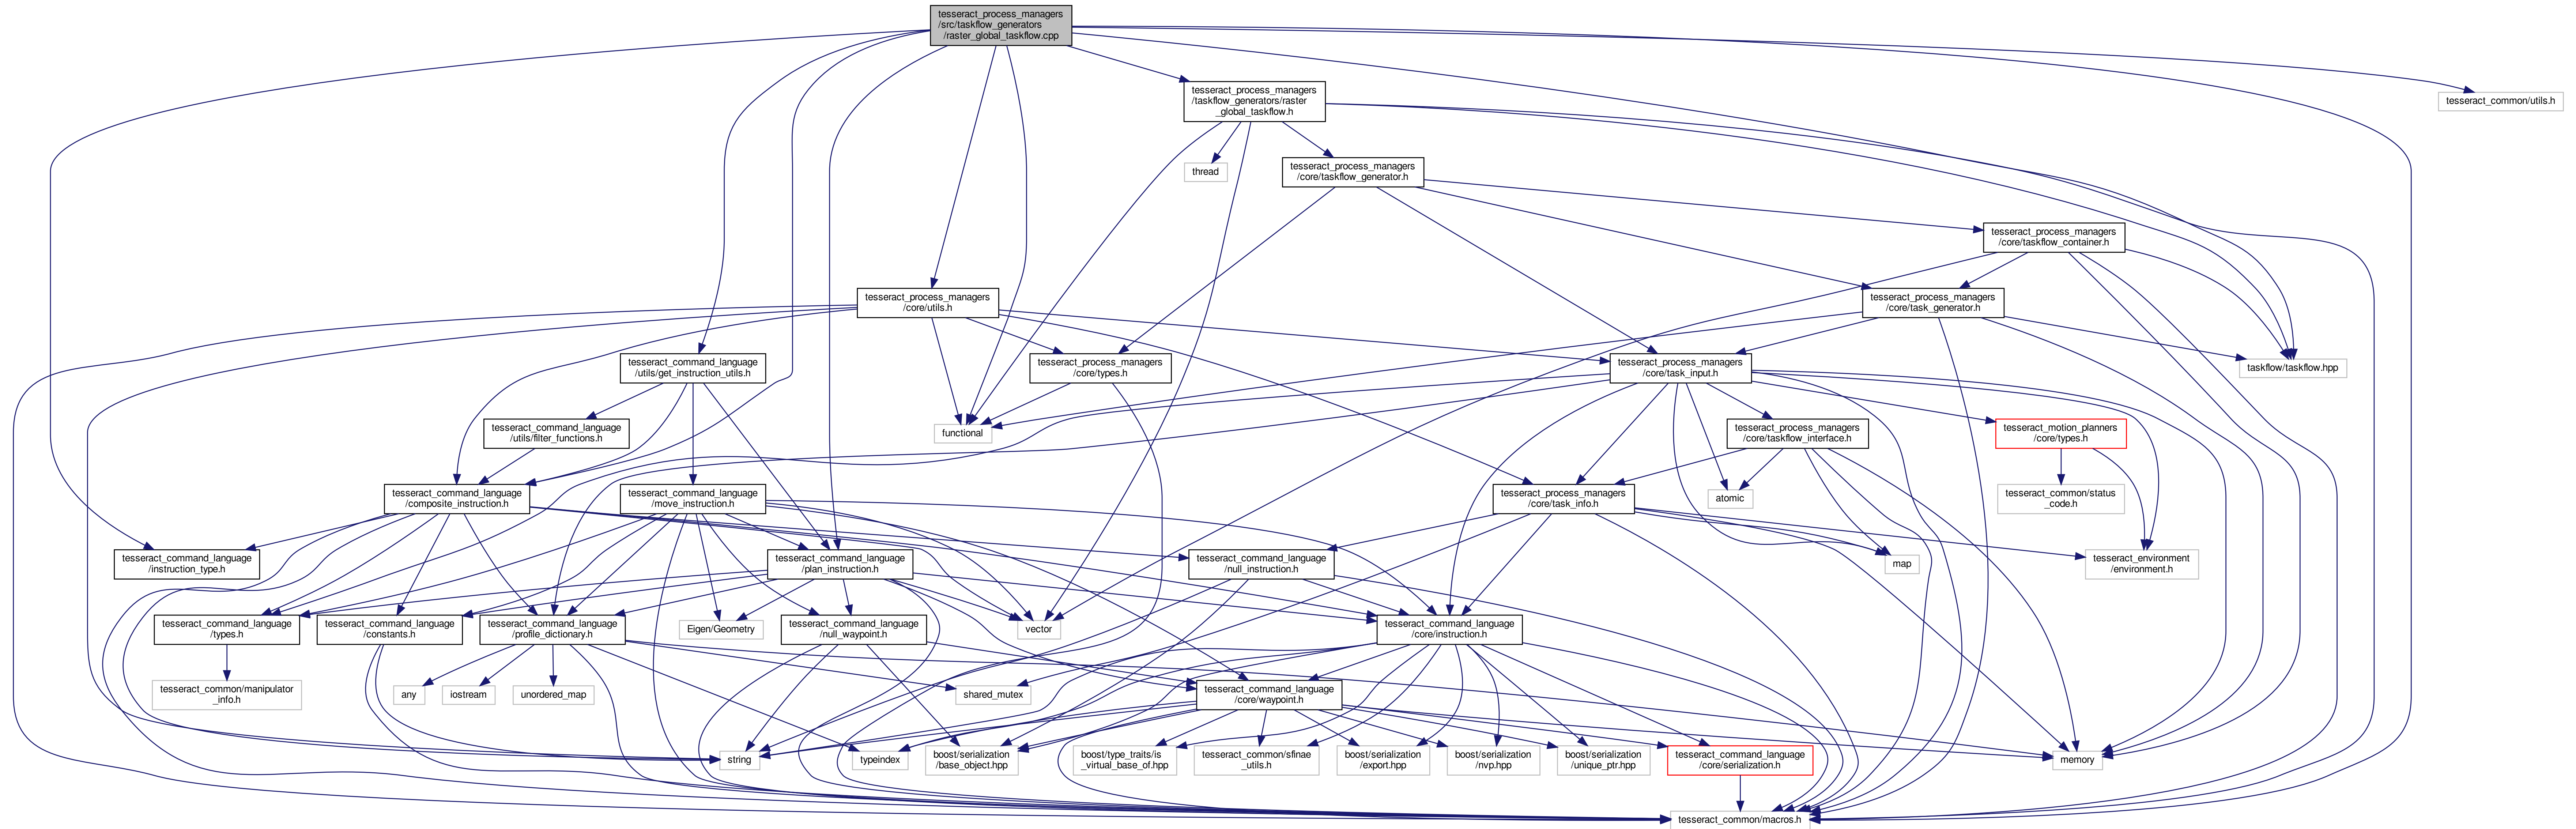 tesseract_process_managers
/src/taskflow_generators
/raster_global_taskflow.cpp
tesseract_process_managers
/taskflow_generators/raster
_global_taskflow.h
tesseract_common/utils.h
thread
tesseract_process_managers
/core/taskflow_generator.h
tesseract_process_managers
/core/taskflow_container.h
tesseract_process_managers
/core/utils.h
tesseract_process_managers
/core/task_generator.h
tesseract_command_language
/utils/get_instruction_utils.h
tesseract_process_managers
/core/types.h
tesseract_process_managers
/core/task_input.h
taskflow/taskflow.hpp
tesseract_command_language
/utils/filter_functions.h
functional
tesseract_process_managers
/core/taskflow_interface.h
tesseract_motion_planners
/core/types.h
tesseract_command_language
/composite_instruction.h
tesseract_command_language
/move_instruction.h
tesseract_process_managers
/core/task_info.h
atomic
tesseract_common/status
_code.h
tesseract_command_language
/instruction_type.h
tesseract_command_language
/plan_instruction.h
tesseract_command_language
/null_instruction.h
map
tesseract_environment
/environment.h
tesseract_command_language
/types.h
tesseract_command_language
/constants.h
tesseract_command_language
/profile_dictionary.h
Eigen/Geometry
tesseract_command_language
/null_waypoint.h
vector
tesseract_command_language
/core/instruction.h
tesseract_common/manipulator
_info.h
any
iostream
unordered_map
shared_mutex
tesseract_command_language
/core/waypoint.h
string
typeindex
boost/serialization
/base_object.hpp
boost/type_traits/is
_virtual_base_of.hpp
tesseract_common/sfinae
_utils.h
boost/serialization
/export.hpp
boost/serialization
/nvp.hpp
boost/serialization
/unique_ptr.hpp
tesseract_command_language
/core/serialization.h
memory
tesseract_common/macros.h